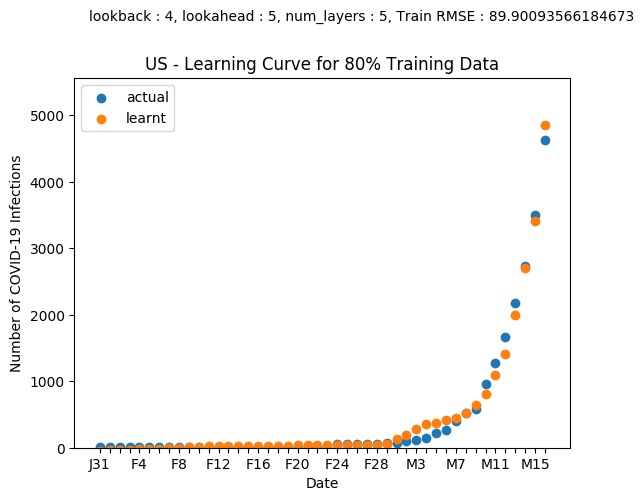 lookback : 4, lookahead : 5, num_layers : 5, Train RMSE : 89.90093566184673
US - Learning Curve for 80% Training Data
actual
learnt
Number of COVID-19 Infections
5000
4000
3000
2000
1000
0
J31 F4 F8 F12 F16 F20 F24 F28 M3 M7 M11 M15
Date